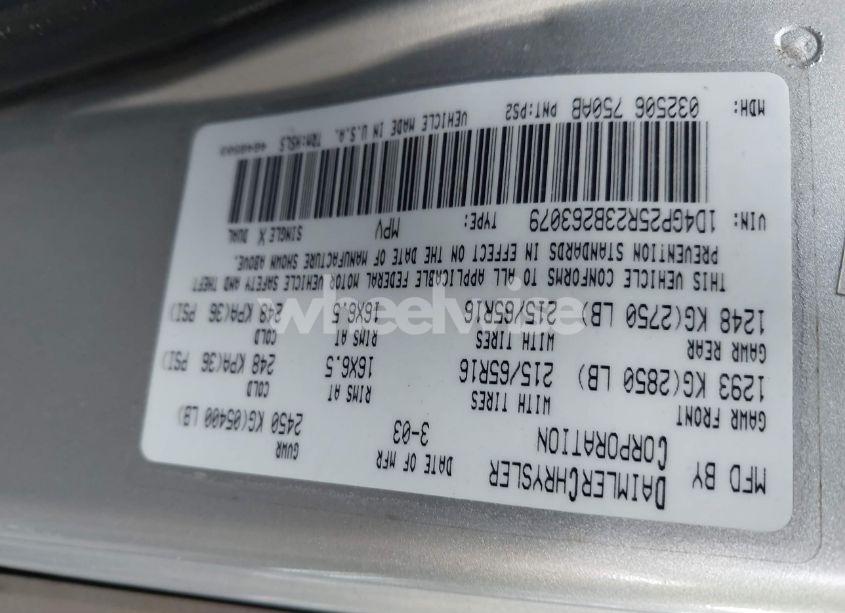 MFD BY DAIMLERCHRYSLER CORPORATION
DATE OF MFR 3-03
GVWR 2450 KG(05400 LB)
GAWR FRONT WITH TIRES RIMS AT COLD
1293 KG(2850 LB) 215/65R16 16X6.5 248 KPA(36 PSI)
GAWR REAR WITH TIRES RIMS AT COLD
1248 KG(2750 LB) 215/65R16 16X6.5 248 KPA(36 PSI)
THIS VEHICLE CONFORMS TO ALL APPLICABLE FEDERAL MOTOR VEHICLE SAFETY AND THEFT
PREVENTION STANDARDS IN EFFECT ON THE DATE OF MANUFACTURE SHOWN ABOVE.
VIN: 1D4GP25R23B263079 TYPE: MPV SINGLE X DUAL
MDH: 032506 750AB PNT:PS2 VEHICLE MADE IN U.S.A. TRM:HSL5
wheelwise